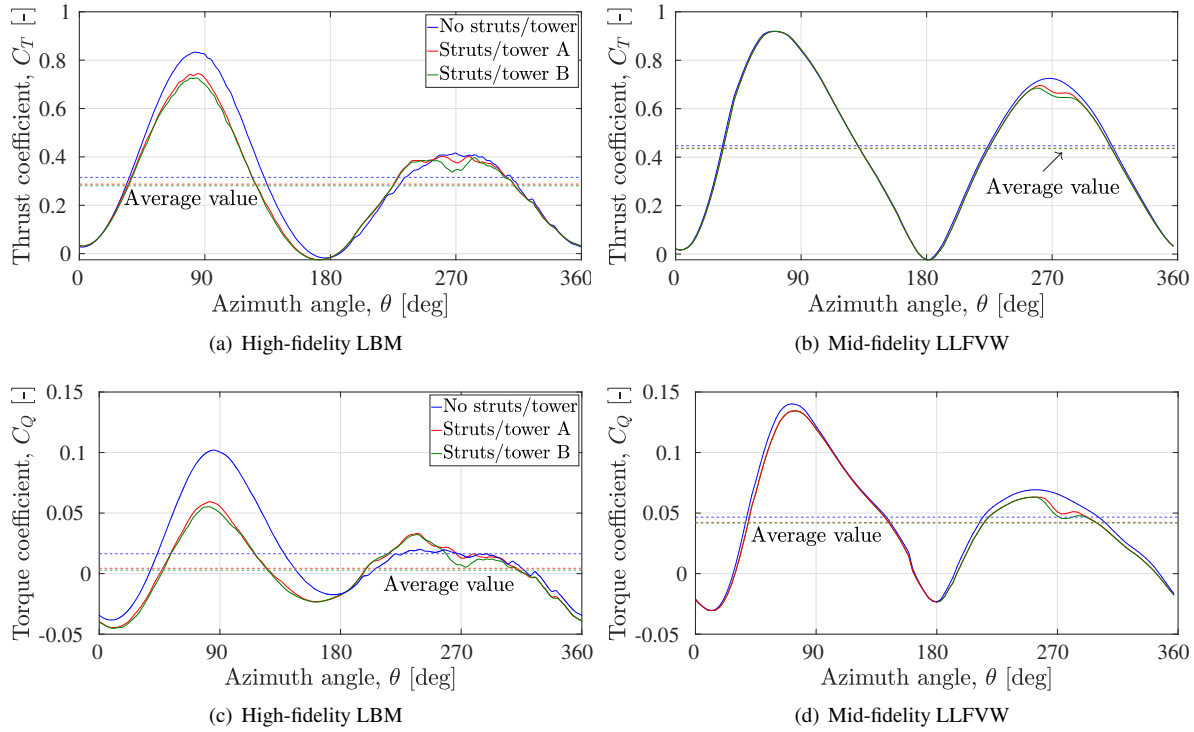 Thrust coefficient, C_T [-]
1
0.8
0.6
0.4
0.2
0
No struts/tower
Struts/tower A
Struts/tower B
Average value
0 90 180 270 360
Azimuth angle, θ [deg]
(a) High-fidelity LBM
Thrust coefficient, C_T [-]
1
0.8
0.6
0.4
0.2
0
Average value
0 90 180 270 360
Azimuth angle, θ [deg]
(b) Mid-fidelity LLFVW
Torque coefficient, C_Q [-]
0.15
0.1
0.05
0
-0.05
No struts/tower
Struts/tower A
Struts/tower B
Average value
0 90 180 270 360
Azimuth angle, θ [deg]
(c) High-fidelity LBM
Torque coefficient, C_Q [-]
0.15
0.1
0.05
0
-0.05
Average value
0 90 180 270 360
Azimuth angle, θ [deg]
(d) Mid-fidelity LLFVW